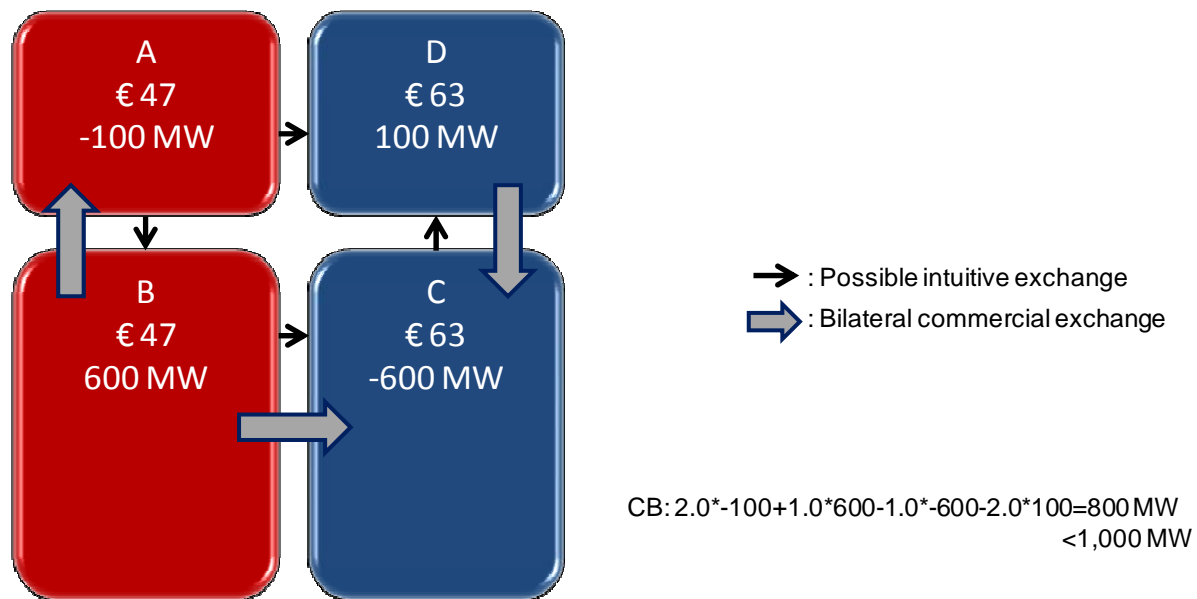 A
€ 47
-100 MW
D
€ 63
100 MW
B
€ 47
600 MW
C
€ 63
-600 MW
: Possible intuitive exchange
: Bilateral commercial exchange
CB: 2.0*-100+1.0*600-1.0*-600-2.0*100=800 MW
<1,000 MW